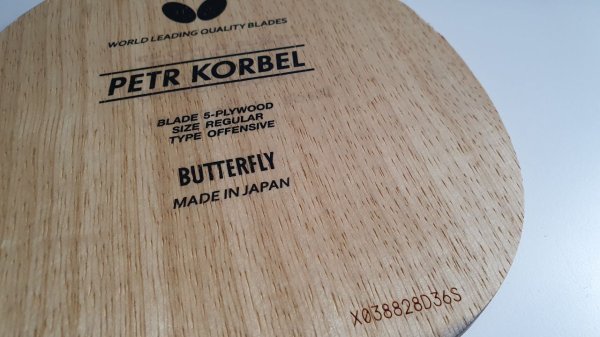 WORLD LEADING QUALITY BLADES
PETR KORBEL
BLADE 5-PLYWOOD
SIZE REGULAR
TYPE OFFENSIVE
BUTTERFLY
MADE IN JAPAN
X038828D36S